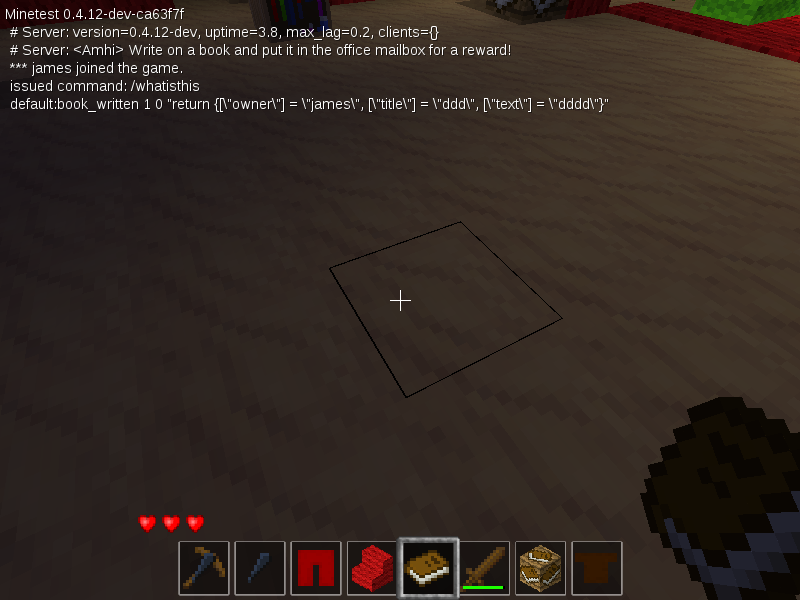 Minetest 0.4.12-dev-ca63f7f
# Server: version=0.4.12-dev, uptime=3.8, max_lag=0.2, clients={}
# Server: <Amhi> Write on a book and put it in the office mailbox for a reward!
*** james joined the game.
issued command: /whatisthis
default:book_written 1 0 "return {[\"owner\"] = \"james\", [\"title\"] = \"ddd\", [\"text\"] = \"dddd\"}"